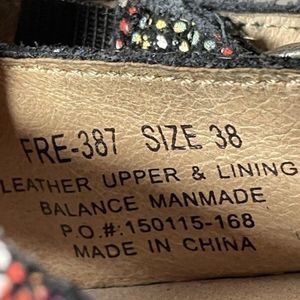 FRE-387 SIZE 38
LEATHER UPPER & LINING
BALANCE MANMADE
P.O.#:150115-168
MADE IN CHINA